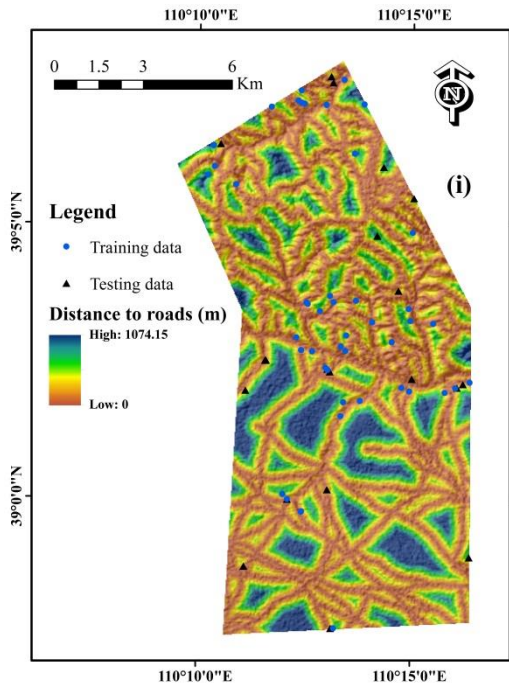 110°10'0"E 110°15'0"E
0 1.5 3 6
Km
N
(i)
39°5'0"N
Legend
Training data
Testing data
Distance to roads (m)
High: 1074.15
Low: 0
39°0'0"N
110°10'0"E 110°15'0"E